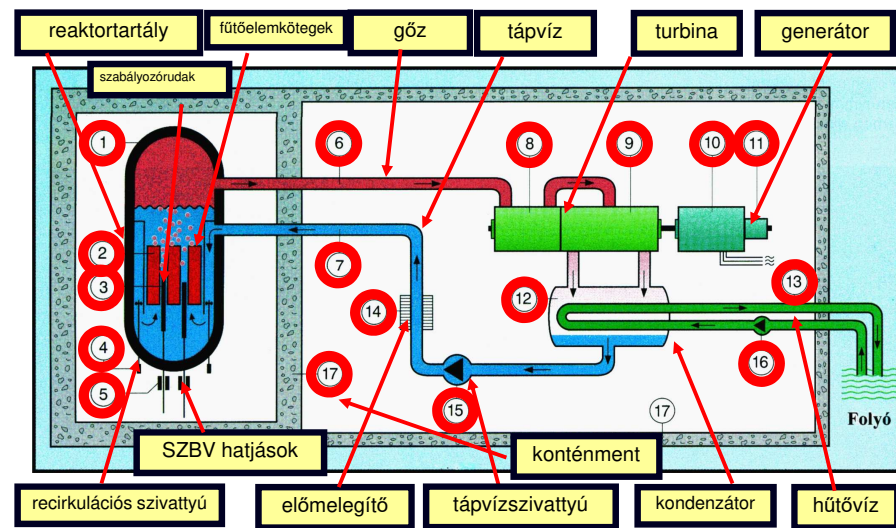 reaktortartály
fűtőelemkötegek
gőz
tápvíz
turbina
generátor
szabályozórudak
1
6
8
9
10
11
2
3
7
12
13
14
4
5
17
15
16
17
Folyó
SZBV hatjások
konténment
recirkulációs szivattyú
előmelegítő
tápvízszivattyú
kondenzátor
hűtővíz